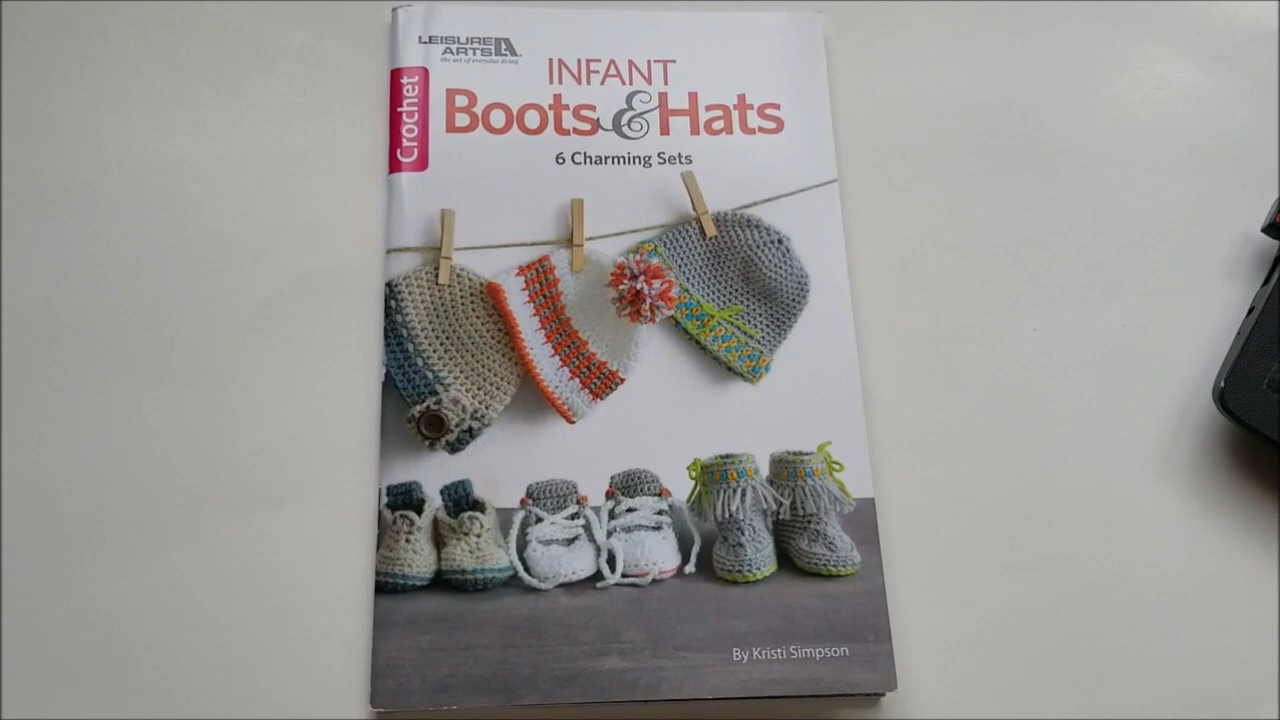 LEISURE
ARTS
the art of everyday living
Crochet
INFANT
Boots & Hats
6 Charming Sets
By Kristi Simpson